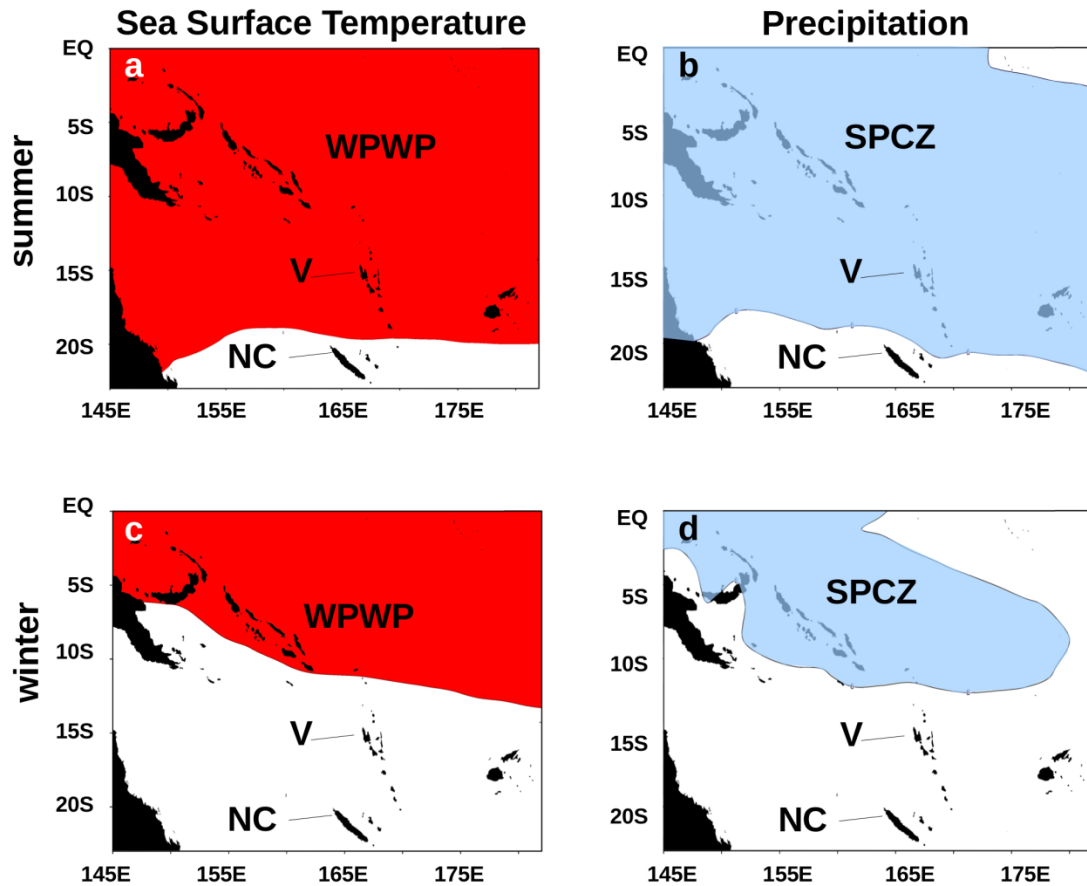 Sea Surface Temperature
Precipitation
summer
a
WPWP
V
NC
EQ
5S
10S
15S
20S
145E
155E
165E
175E
b
SPCZ
V
NC
EQ
5S
10S
15S
20S
145E
155E
165E
175E
winter
c
WPWP
V
NC
EQ
5S
10S
15S
20S
145E
155E
165E
175E
d
SPCZ
V
NC
EQ
5S
10S
15S
20S
145E
155E
165E
175E